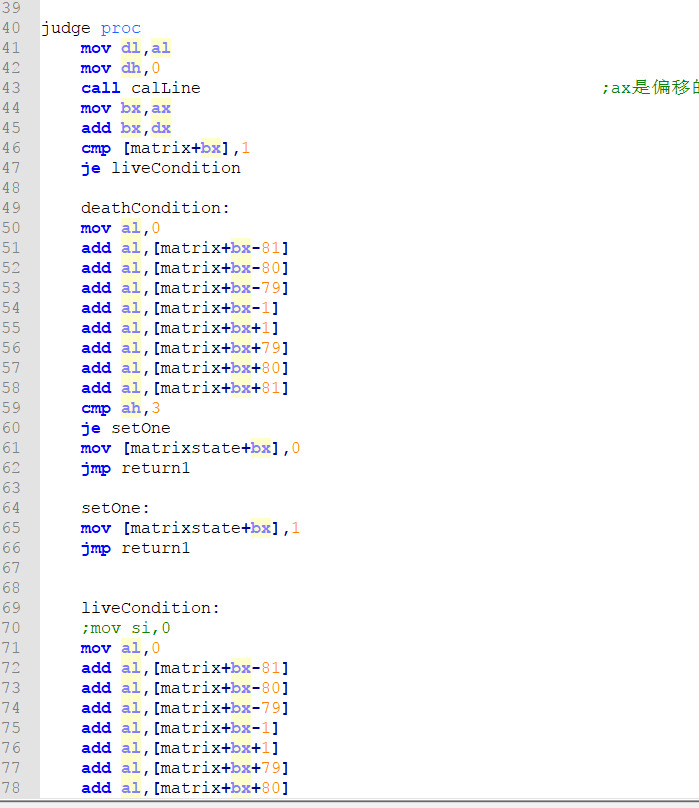 39
40 judge proc
41 mov dl,al
42 mov dh,0
43 call calLine ;ax是偏移
44 mov bx,ax
45 add bx,dx
46 cmp [matrix+bx],1
47 je liveCondition
48
49 deathCondition:
50 mov al,0
51 add al,[matrix+bx-81]
52 add al,[matrix+bx-80]
53 add al,[matrix+bx-79]
54 add al,[matrix+bx-1]
55 add al,[matrix+bx+1]
56 add al,[matrix+bx+79]
57 add al,[matrix+bx+80]
58 add al,[matrix+bx+81]
59 cmp ah,3
60 je setOne
61 mov [matrixstate+bx],0
62 jmp return1
63
64 setOne:
65 mov [matrixstate+bx],1
66 jmp return1
67
68
69 liveCondition:
70 ;mov si,0
71 mov al,0
72 add al,[matrix+bx-81]
73 add al,[matrix+bx-80]
74 add al,[matrix+bx-79]
75 add al,[matrix+bx-1]
76 add al,[matrix+bx+1]
77 add al,[matrix+bx+79]
78 add al,[matrix+bx+80]